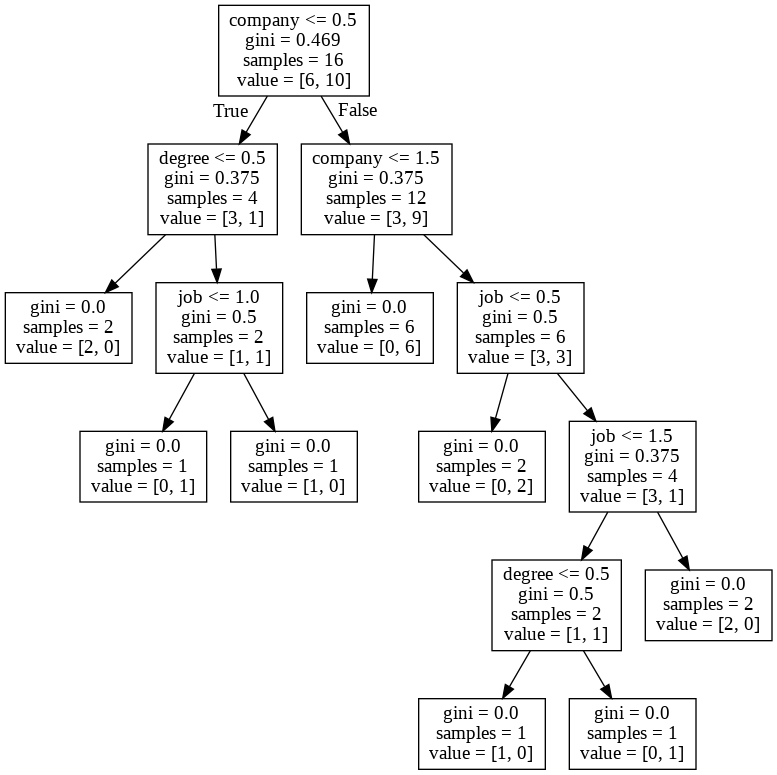 company <= 0.5
gini = 0.469
samples = 16
value = [6, 10]
True
False
degree <= 0.5
gini = 0.375
samples = 4
value = [3, 1]
company <= 1.5
gini = 0.375
samples = 12
value = [3, 9]
gini = 0.0
samples = 2
value = [2, 0]
job <= 1.0
gini = 0.5
samples = 2
value = [1, 1]
gini = 0.0
samples = 6
value = [0, 6]
job <= 0.5
gini = 0.5
samples = 6
value = [3, 3]
gini = 0.0
samples = 1
value = [0, 1]
gini = 0.0
samples = 1
value = [1, 0]
gini = 0.0
samples = 2
value = [0, 2]
job <= 1.5
gini = 0.375
samples = 4
value = [3, 1]
degree <= 0.5
gini = 0.5
samples = 2
value = [1, 1]
gini = 0.0
samples = 2
value = [2, 0]
gini = 0.0
samples = 1
value = [1, 0]
gini = 0.0
samples = 1
value = [0, 1]